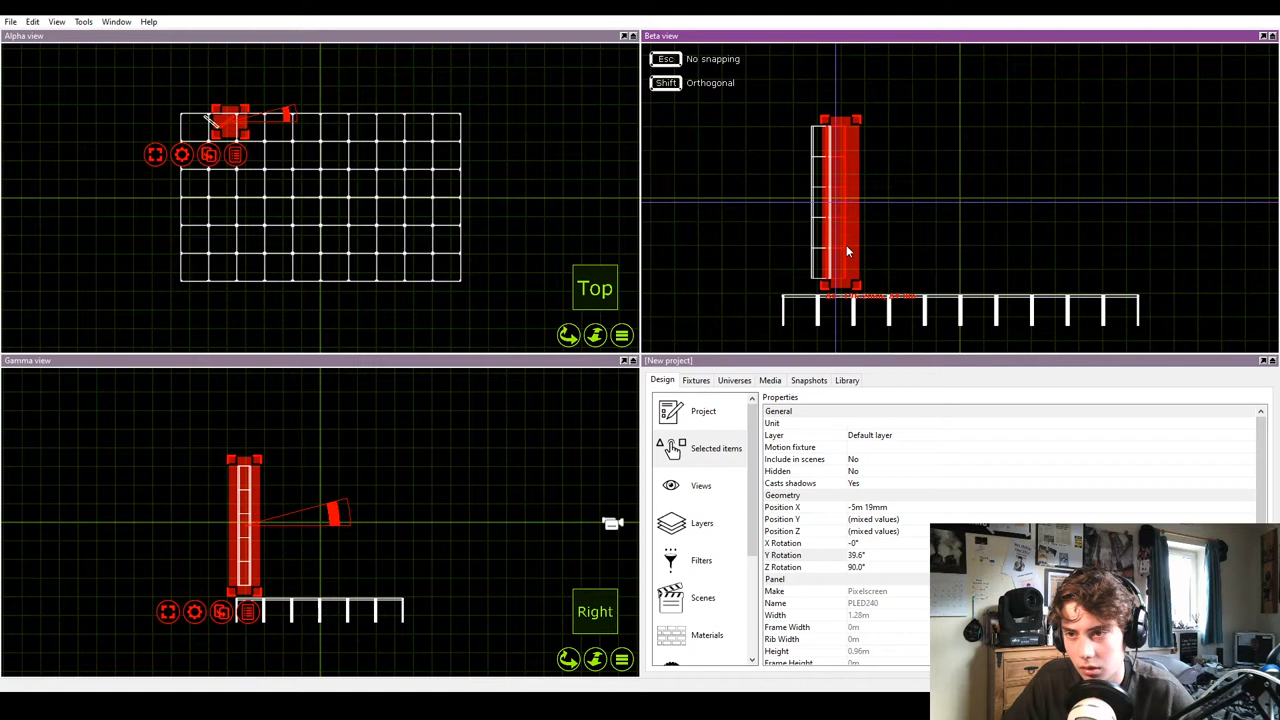 File Edit View Tools Window Help
Alpha view
Beta view
Esc No snapping
Shift Orthogonal
Top
Gamma view
Right
[New project]
Design Fixtures Universes Media Snapshots Library
Project
Selected items
Views
Layers
Filters
Scenes
Materials
Properties
General
Unit
Layer Default layer
Motion fixture
Include in scenes No
Hidden No
Casts shadows Yes
Geometry
Position X -5m 19mm
Position Y (mixed values)
Position Z (mixed values)
X Rotation -0°
Y Rotation 39.6°
Z Rotation 90.0°
Panel
Make Pixelscreen
Name PLED240
Width 1.28m
Frame Width 0m
Rib Width 0m
Height 0.96m
Frame Height 0m